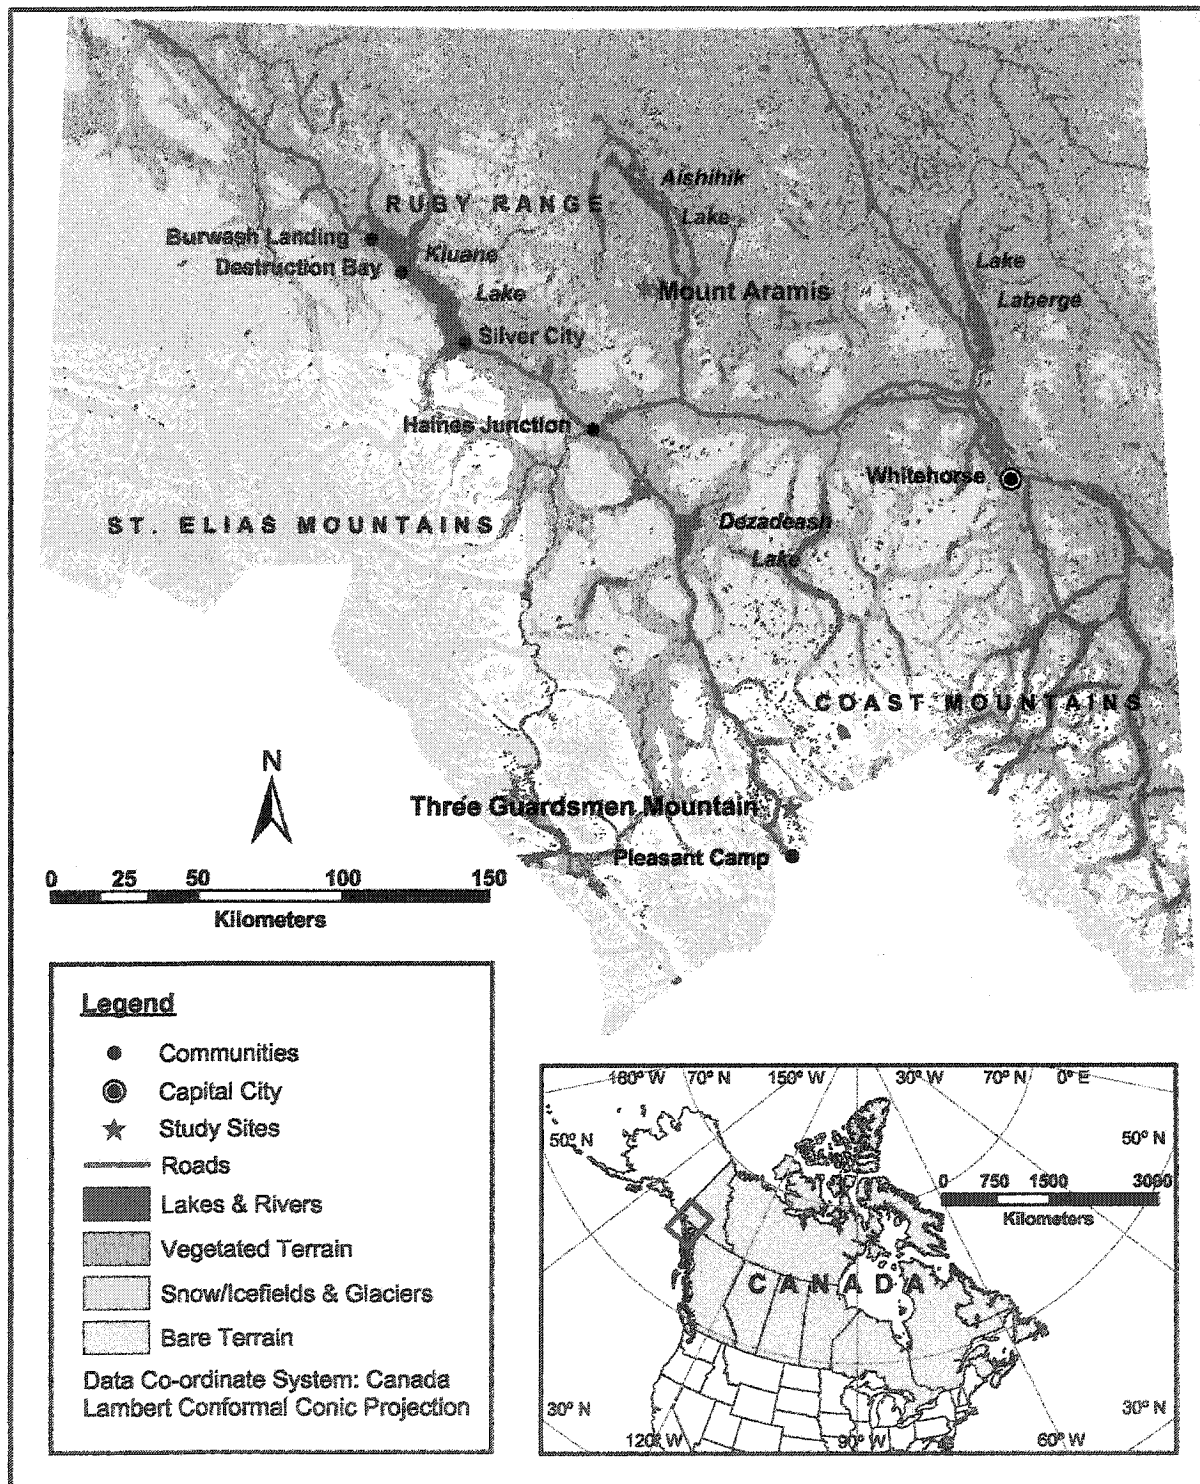 Aishihik
Lake
RUBY RANGE
Burwash Landing
Kluane
Destruction Bay
Lake
Lake
Laberge
Mount Aramis
Silver City
Haines Junction
Whitehorse
ST. ELIAS MOUNTAINS
Dezadeash
Lake
COAST MOUNTAINS
N
Three Guardsmen Mountain
Pleasant Camp
0 25 50 100 150
Kilometers
Legend
Communities
Capital City
Study Sites
Roads
Lakes & Rivers
Vegetated Terrain
Snow/Icefields & Glaciers
Bare Terrain
Data Co-ordinate System: Canada
Lambert Conformal Conic Projection
180° W 70° N 150° W 30° W 70° N 0° E
50° N 50° N
0 750 1500 3000
Kilometers
CANADA
30° N 30° N
120° W 90° W 60° W